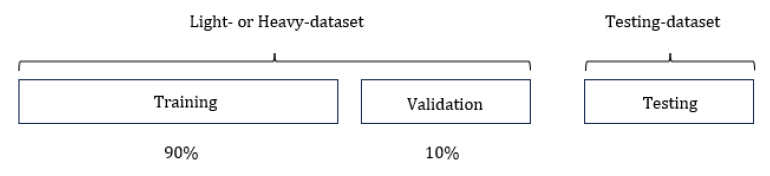 Light- or Heavy-dataset
Testing-dataset
Training
Validation
Testing
90%
10%